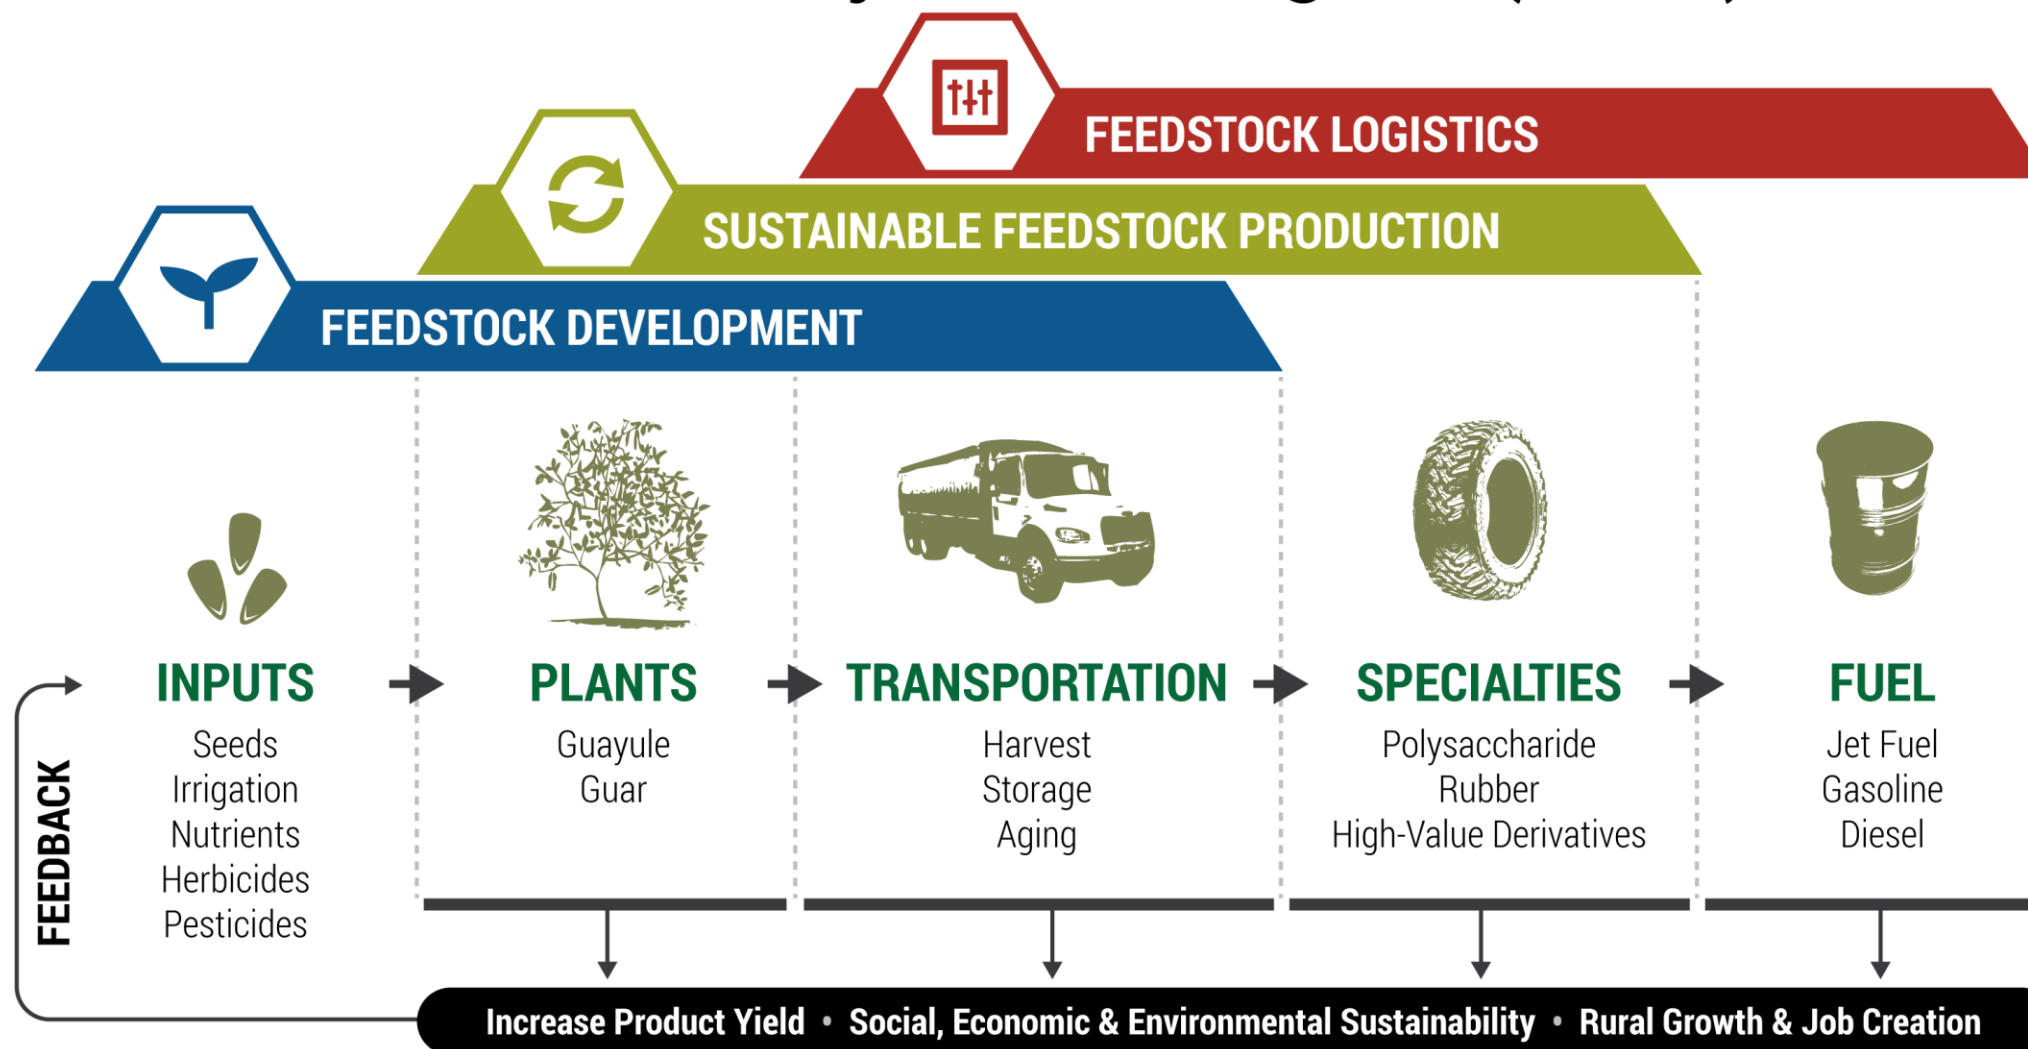 FEEDSTOCK LOGISTICS
SUSTAINABLE FEEDSTOCK PRODUCTION
FEEDSTOCK DEVELOPMENT
INPUTS
Seeds
Irrigation
Nutrients
Herbicides
Pesticides
PLANTS
Guayule
Guar
TRANSPORTATION
Harvest
Storage
Aging
SPECIALTIES
Polysaccharide
Rubber
High-Value Derivatives
FUEL
Jet Fuel
Gasoline
Diesel
FEEDBACK
Increase Product Yield • Social, Economic & Environmental Sustainability • Rural Growth & Job Creation